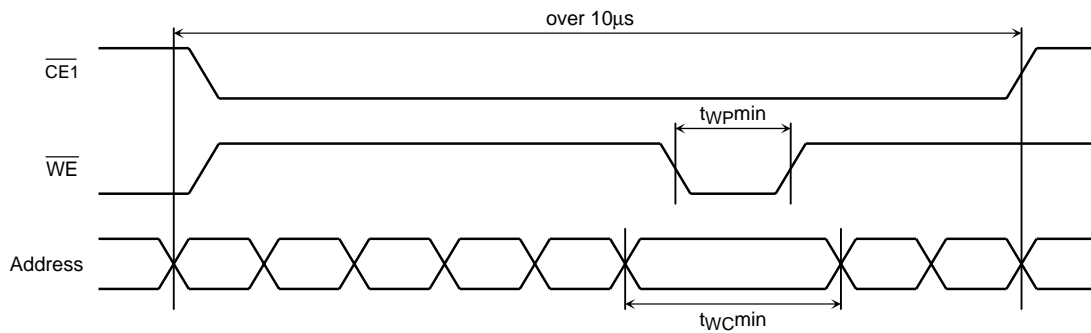 over 10μs
CE1
tWPmin
WE
Address
tWCmin